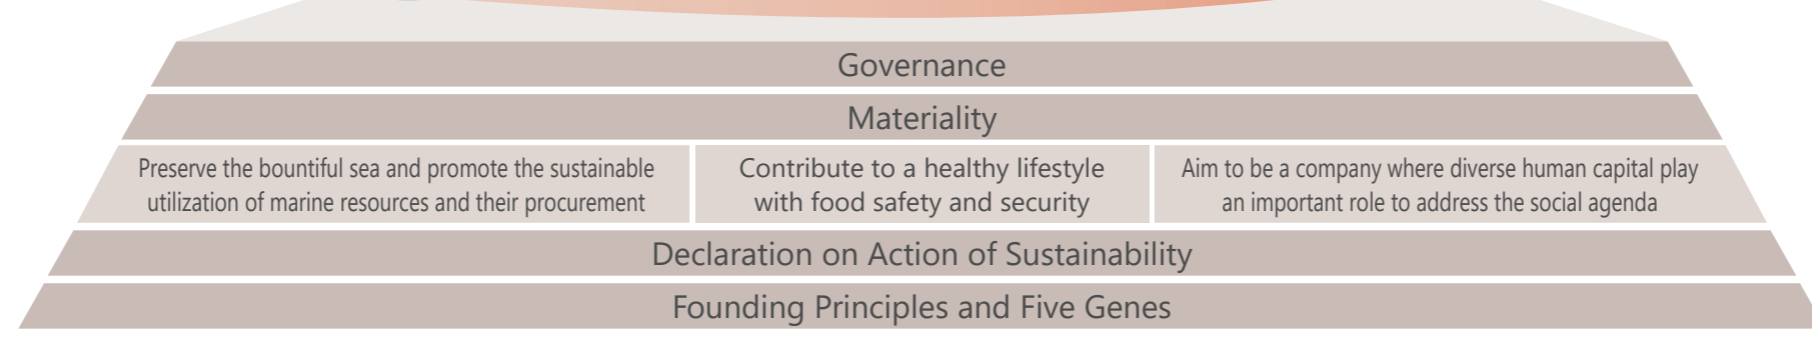 Governance
Materiality
Preserve the bountiful sea and promote the sustainable
utilization of marine resources and their procurement
Contribute to a healthy lifestyle
with food safety and security
Aim to be a company where diverse human capital play
an important role to address the social agenda
Declaration on Action of Sustainability
Founding Principles and Five Genes